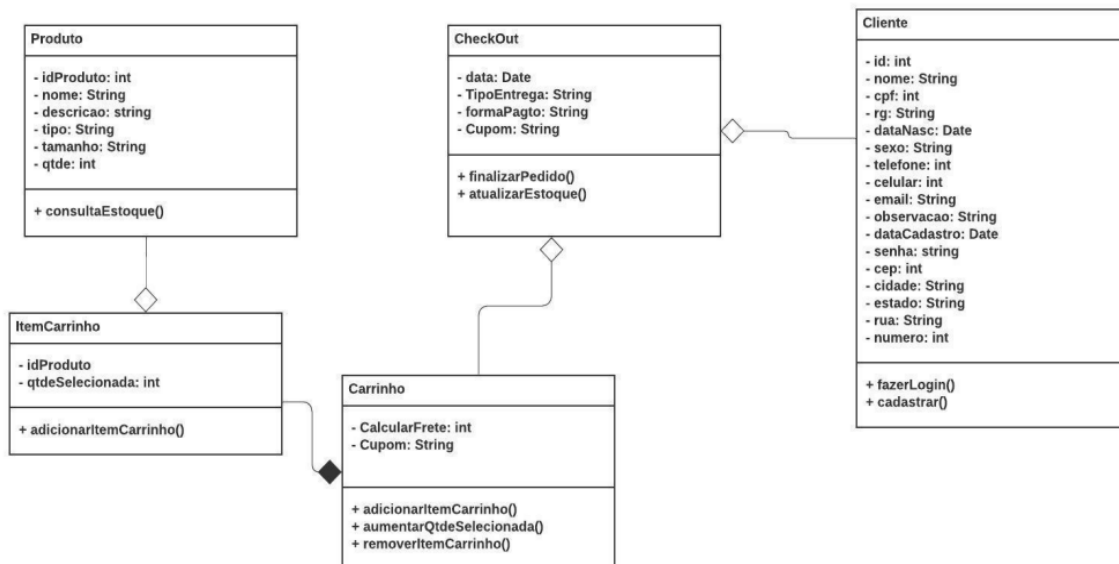 Produto
- idProduto: int
- nome: String
- descricao: string
- tipo: String
- tamanho: String
- qtde: int
+ consultaEstoque()
ItemCarrinho
- idProduto
- qtdeSelecionada: int
+ adicionarItemCarrinho()
CheckOut
- data: Date
- TipoEntrega: String
- formaPagto: String
- Cupom: String
+ finalizarPedido()
+ atualizarEstoque()
Carrinho
- CalcularFrete: int
- Cupom: String
+ adicionarItemCarrinho()
+ aumentarQtdeSelecionada()
+ removerItemCarrinho()
Cliente
- id: int
- nome: String
- cpf: int
- rg: String
- dataNasc: Date
- sexo: String
- telefone: int
- celular: int
- email: String
- observacao: String
- dataCadastro: Date
- senha: string
- cep: int
- cidade: String
- estado: String
- rua: String
- numero: int
+ fazerLogin()
+ cadastrar()